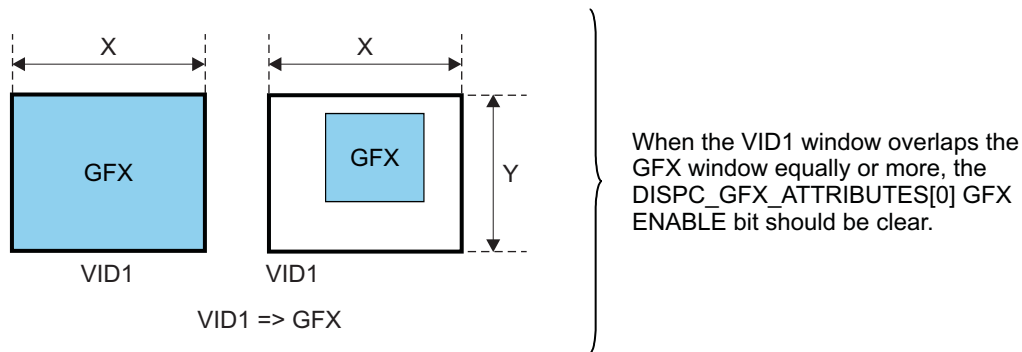 X
X
GFX
GFX
Y
VID1
VID1
VID1 => GFX
When the VID1 window overlaps the
GFX window equally or more, the
DISPC_GFX_ATTRIBUTES[0] GFX
ENABLE bit should be clear.